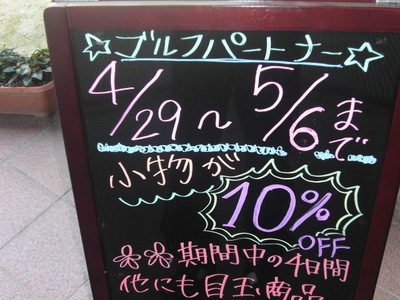 ☆ゴルフパートナー☆
4/29〜5/6まで
小物が
10% OFF
期間中の4日間
他にも目玉商品